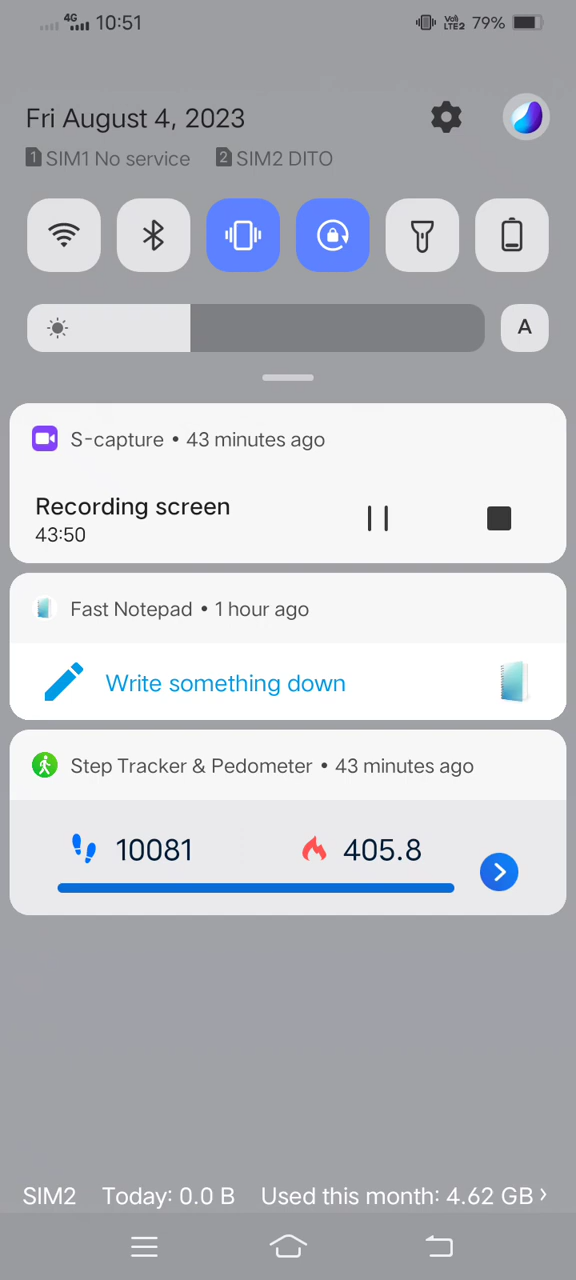 4G 10:51 VoII LTE2 79%
Fri August 4, 2023
1 SIM1 No service 2 SIM2 DITO
A
S-capture • 43 minutes ago
Recording screen
43:50
Fast Notepad • 1 hour ago
Write something down
Step Tracker & Pedometer • 43 minutes ago
10081 405.8
SIM2 Today: 0.0 B Used this month: 4.62 GB